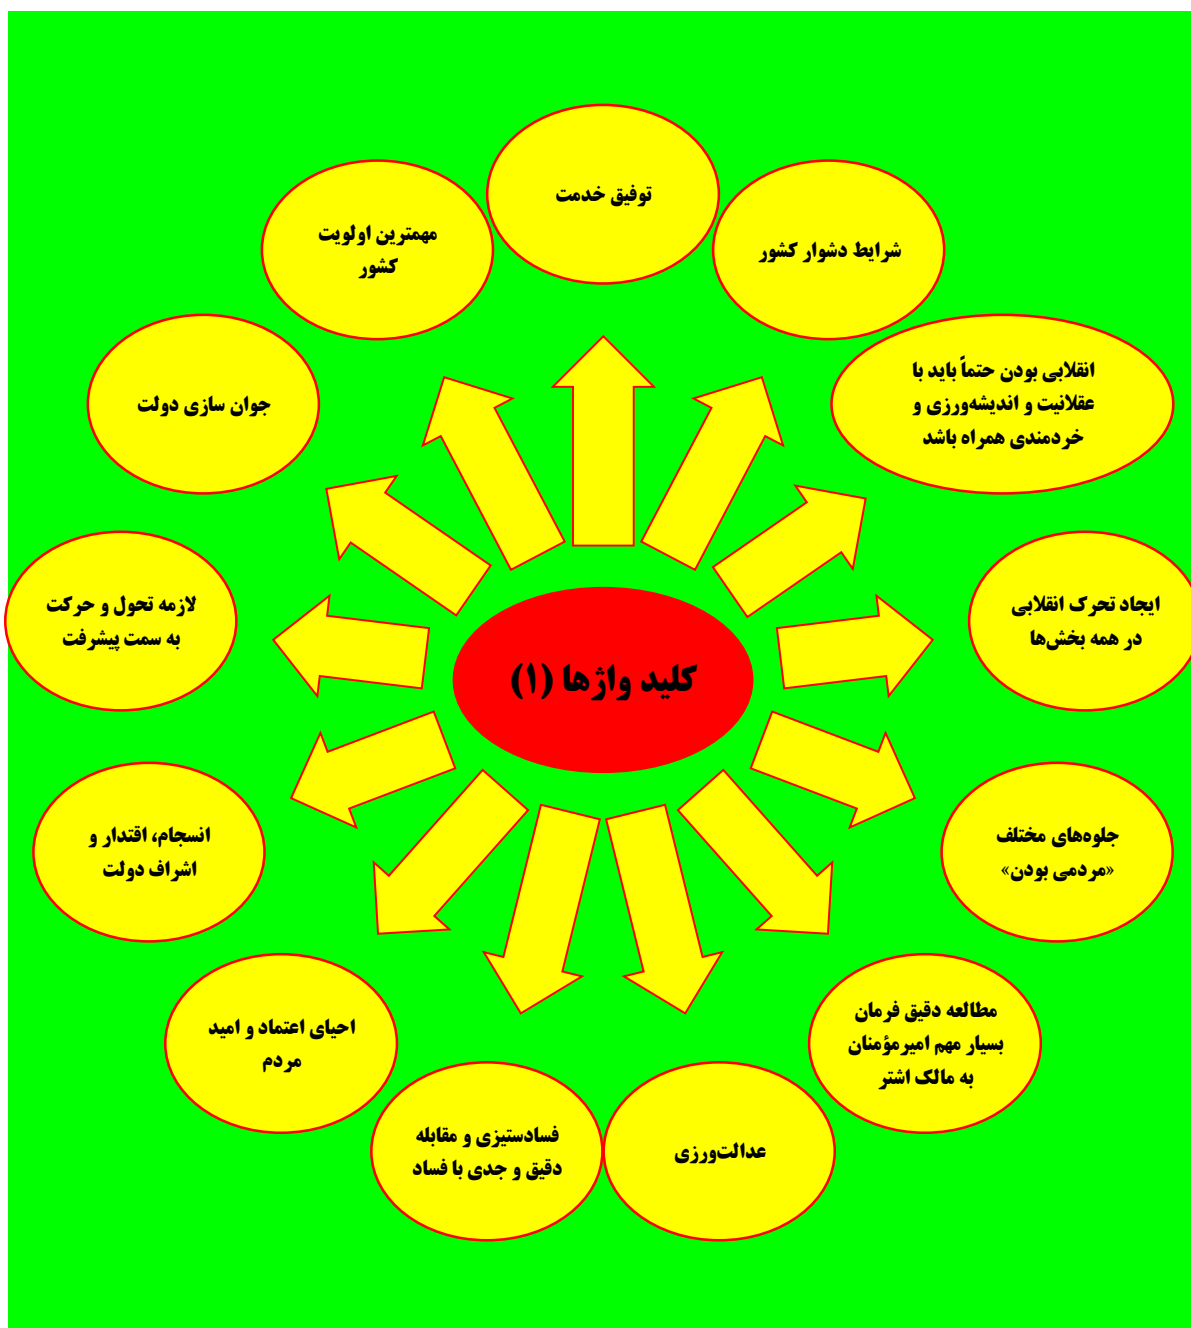 توفیق خدمت
شرایط دشوار کشور
انقلابی بودن حتماً باید با
عقلانیت و اندیشه‌ورزی و
خردمندی همراه باشد
ایجاد تحرک انقلابی
در همه بخش‌ها
جلوه‌های مختلف
«مردمی بودن»
مطالعه دقیق فرمان
بسیار مهم امیرمؤمنان
به مالک اشتر
عدالت‌ورزی
فسادستیزی و مقابله
دقیق و جدی با فساد
احیای اعتماد و امید
مردم
انسجام، اقتدار و
اشراف دولت
لازمه تحول و حرکت
به سمت پیشرفت
جوان سازی دولت
مهمترین اولویت
کشور
کلید واژها (۱)